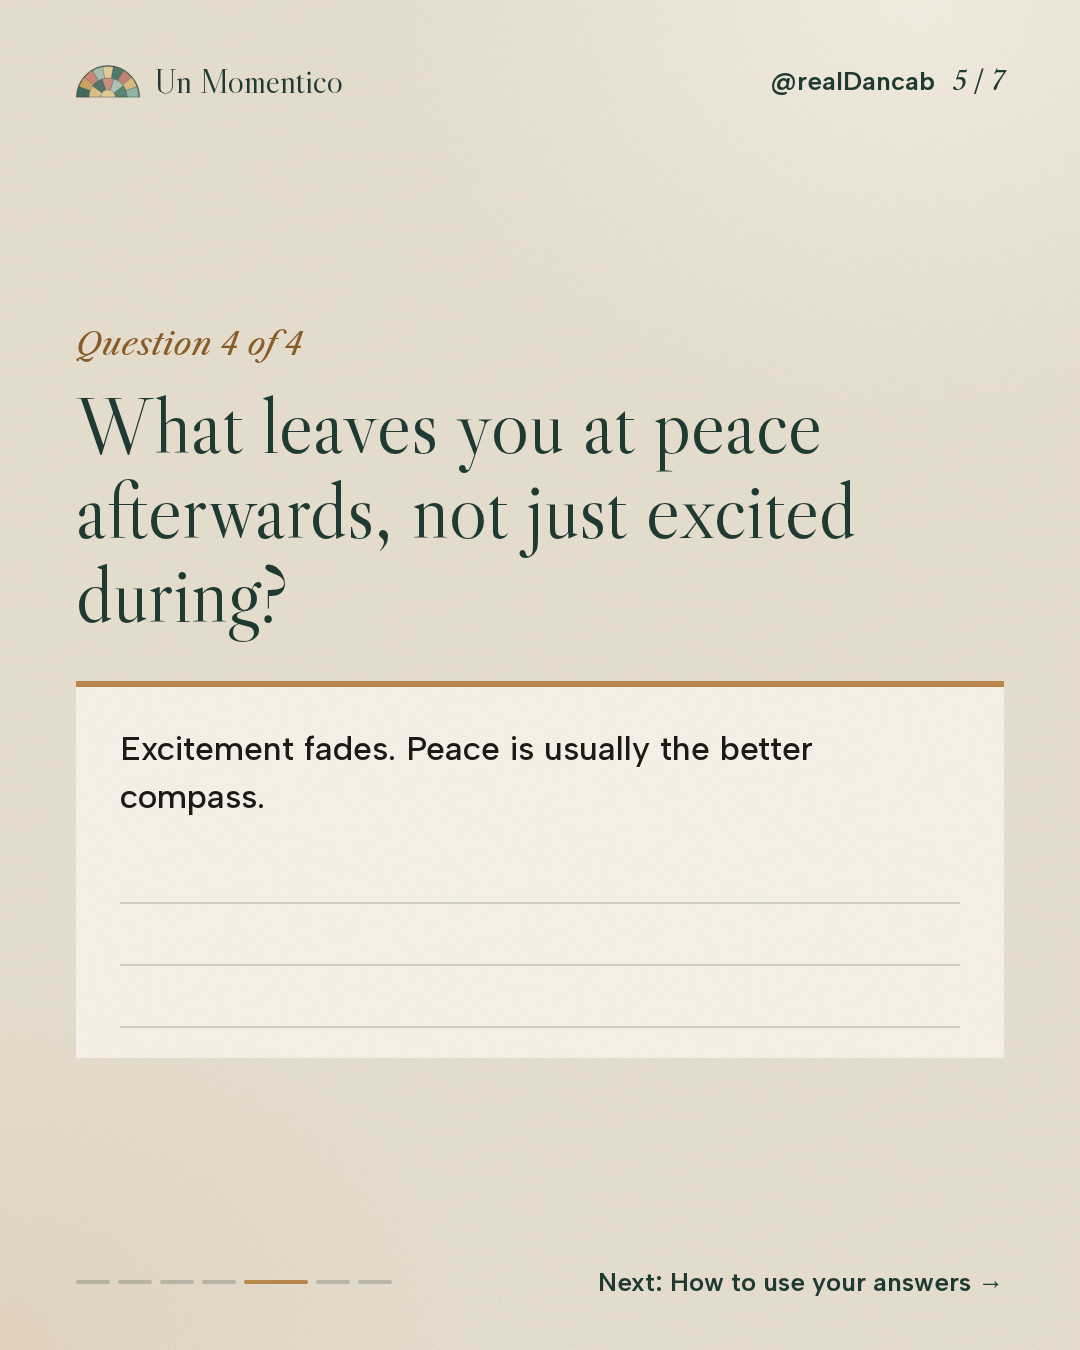 Un Momentico
@realDancab 5 / 7
Question 4 of 4
What leaves you at peace
afterwards, not just excited
during?
Excitement fades. Peace is usually the better
compass.
Next: How to use your answers →